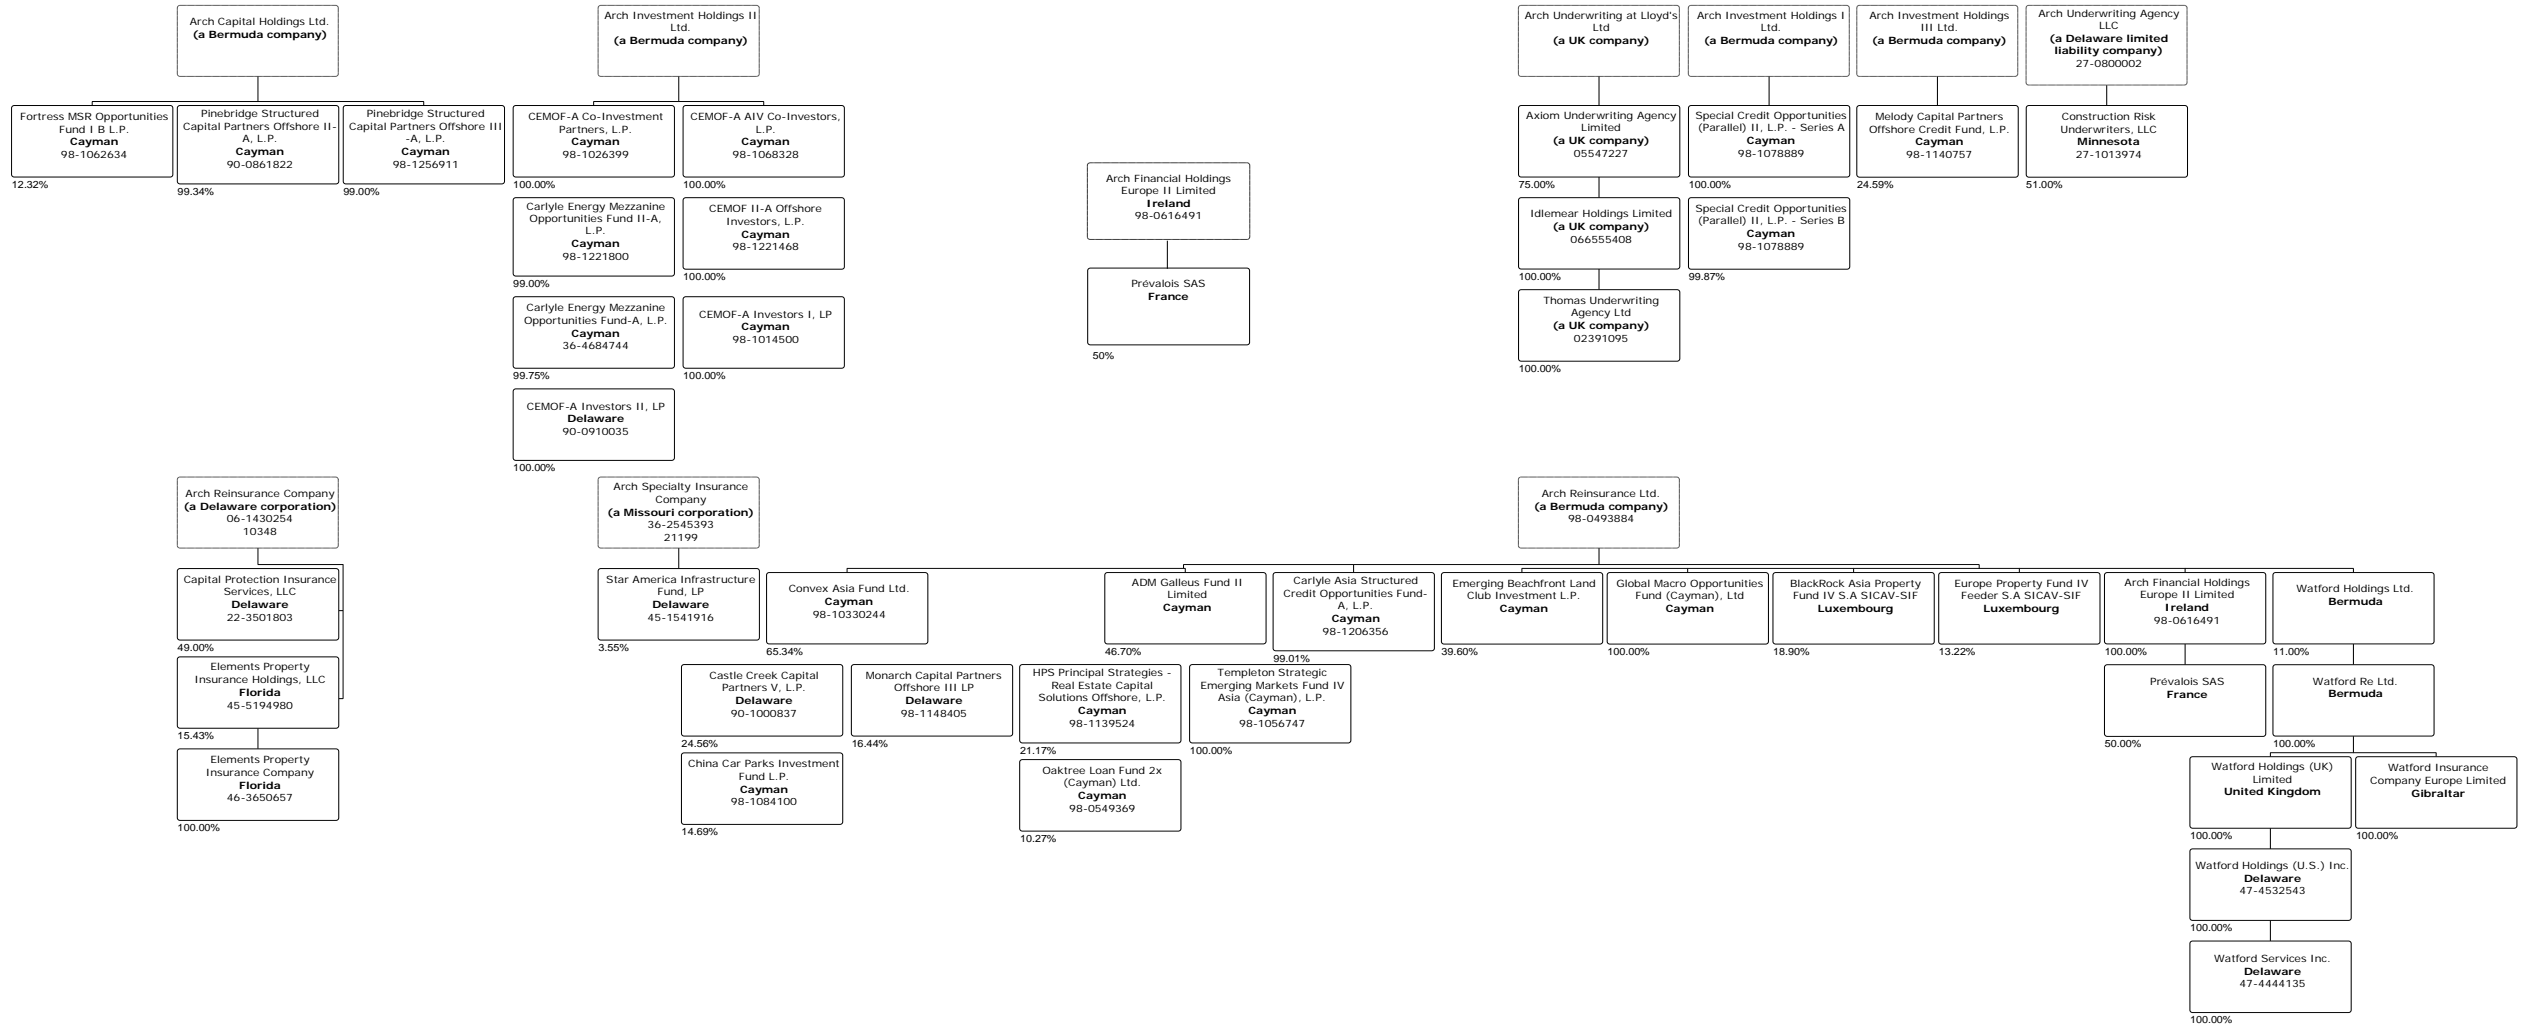 Arch Capital Holdings Ltd.
(a Bermuda company)
Arch Investment Holdings II
Ltd.
(a Bermuda company)
Arch Underwriting at Lloyd's
Ltd
(a UK company)
Arch Investment Holdings I
Ltd.
(a Bermuda company)
Arch Investment Holdings
III Ltd.
(a Bermuda company)
Arch Underwriting Agency
LLC
(a Delaware limited
liability company)
27-0800002
Fortress MSR Opportunities
Fund I B L.P.
Cayman
98-1062634
12.32%
Pinebridge Structured
Capital Partners Offshore II-
A, L.P.
Cayman
90-0861822
99.34%
Pinebridge Structured
Capital Partners Offshore III
-A, L.P.
Cayman
98-1256911
99.00%
CEMOF-A Co-Investment
Partners, L.P.
Cayman
98-1026399
100.00%
CEMOF-A AIV Co-Investors,
L.P.
Cayman
98-1068328
100.00%
Axiom Underwriting Agency
Limited
(a UK company)
05547227
75.00%
Special Credit Opportunities
(Parallel) II, L.P. - Series A
Cayman
98-1078889
100.00%
Melody Capital Partners
Offshore Credit Fund, L.P.
Cayman
98-1140757
24.59%
Construction Risk
Underwriters, LLC
Minnesota
27-1013974
51.00%
Arch Financial Holdings
Europe II Limited
Ireland
98-0616491
Carlyle Energy Mezzanine
Opportunities Fund II-A,
L.P.
Cayman
98-1221800
99.00%
CEMOF II-A Offshore
Investors, L.P.
Cayman
98-1221468
100.00%
Idlemear Holdings Limited
(a UK company)
066555408
100.00%
Special Credit Opportunities
(Parallel) II, L.P. - Series B
Cayman
98-1078889
99.87%
Prévalois SAS
France
50%
Carlyle Energy Mezzanine
Opportunities Fund-A, L.P.
Cayman
36-4684744
99.75%
CEMOF-A Investors I, LP
Cayman
98-1014500
100.00%
Thomas Underwriting
Agency Ltd
(a UK company)
02391095
100.00%
CEMOF-A Investors II, LP
Delaware
90-0910035
100.00%
Arch Reinsurance Company
(a Delaware corporation)
06-1430254
10348
Arch Specialty Insurance
Company
(a Missouri corporation)
36-2545393
21199
Arch Reinsurance Ltd.
(a Bermuda company)
98-0493884
Capital Protection Insurance
Services, LLC
Delaware
22-3501803
49.00%
Star America Infrastructure
Fund, LP
Delaware
45-1541916
3.55%
Convex Asia Fund Ltd.
Cayman
98-10330244
65.34%
ADM Galleus Fund II
Limited
Cayman
46.70%
Carlyle Asia Structured
Credit Opportunities Fund-
A, L.P.
Cayman
98-1206356
99.01%
Emerging Beachfront Land
Club Investment L.P.
Cayman
39.60%
Global Macro Opportunities
Fund (Cayman), Ltd
Cayman
100.00%
BlackRock Asia Property
Fund IV S.A SICAV-SIF
Luxembourg
18.90%
Europe Property Fund IV
Feeder S.A SICAV-SIF
Luxembourg
13.22%
Arch Financial Holdings
Europe II Limited
Ireland
98-0616491
100.00%
Watford Holdings Ltd.
Bermuda
11.00%
Elements Property
Insurance Holdings, LLC
Florida
45-5194980
15.43%
Castle Creek Capital
Partners V, L.P.
Delaware
90-1000837
24.56%
Monarch Capital Partners
Offshore III LP
Delaware
98-1148405
16.44%
HPS Principal Strategies -
Real Estate Capital
Solutions Offshore, L.P.
Cayman
98-1139524
21.17%
Templeton Strategic
Emerging Markets Fund IV
Asia (Cayman), L.P.
Cayman
98-1056747
100.00%
Prévalois SAS
France
50.00%
Watford Re Ltd.
Bermuda
100.00%
Elements Property
Insurance Company
Florida
46-3650657
100.00%
China Car Parks Investment
Fund L.P.
Cayman
98-1084100
14.69%
Oaktree Loan Fund 2x
(Cayman) Ltd.
Cayman
98-0549369
10.27%
Watford Holdings (UK)
Limited
United Kingdom
100.00%
Watford Insurance
Company Europe Limited
Gibraltar
100.00%
Watford Holdings (U.S.) Inc.
Delaware
47-4532543
100.00%
Watford Services Inc.
Delaware
47-4444135
100.00%